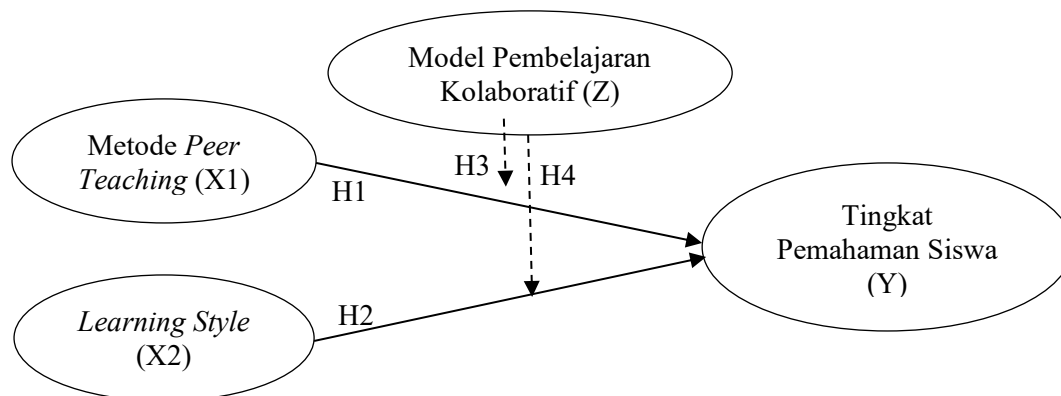 Model Pembelajaran
Kolaboratif (Z)
Metode Peer
Teaching (X1)
H3
H4
H1
Tingkat
Pemahaman Siswa
(Y)
H2
Learning Style
(X2)